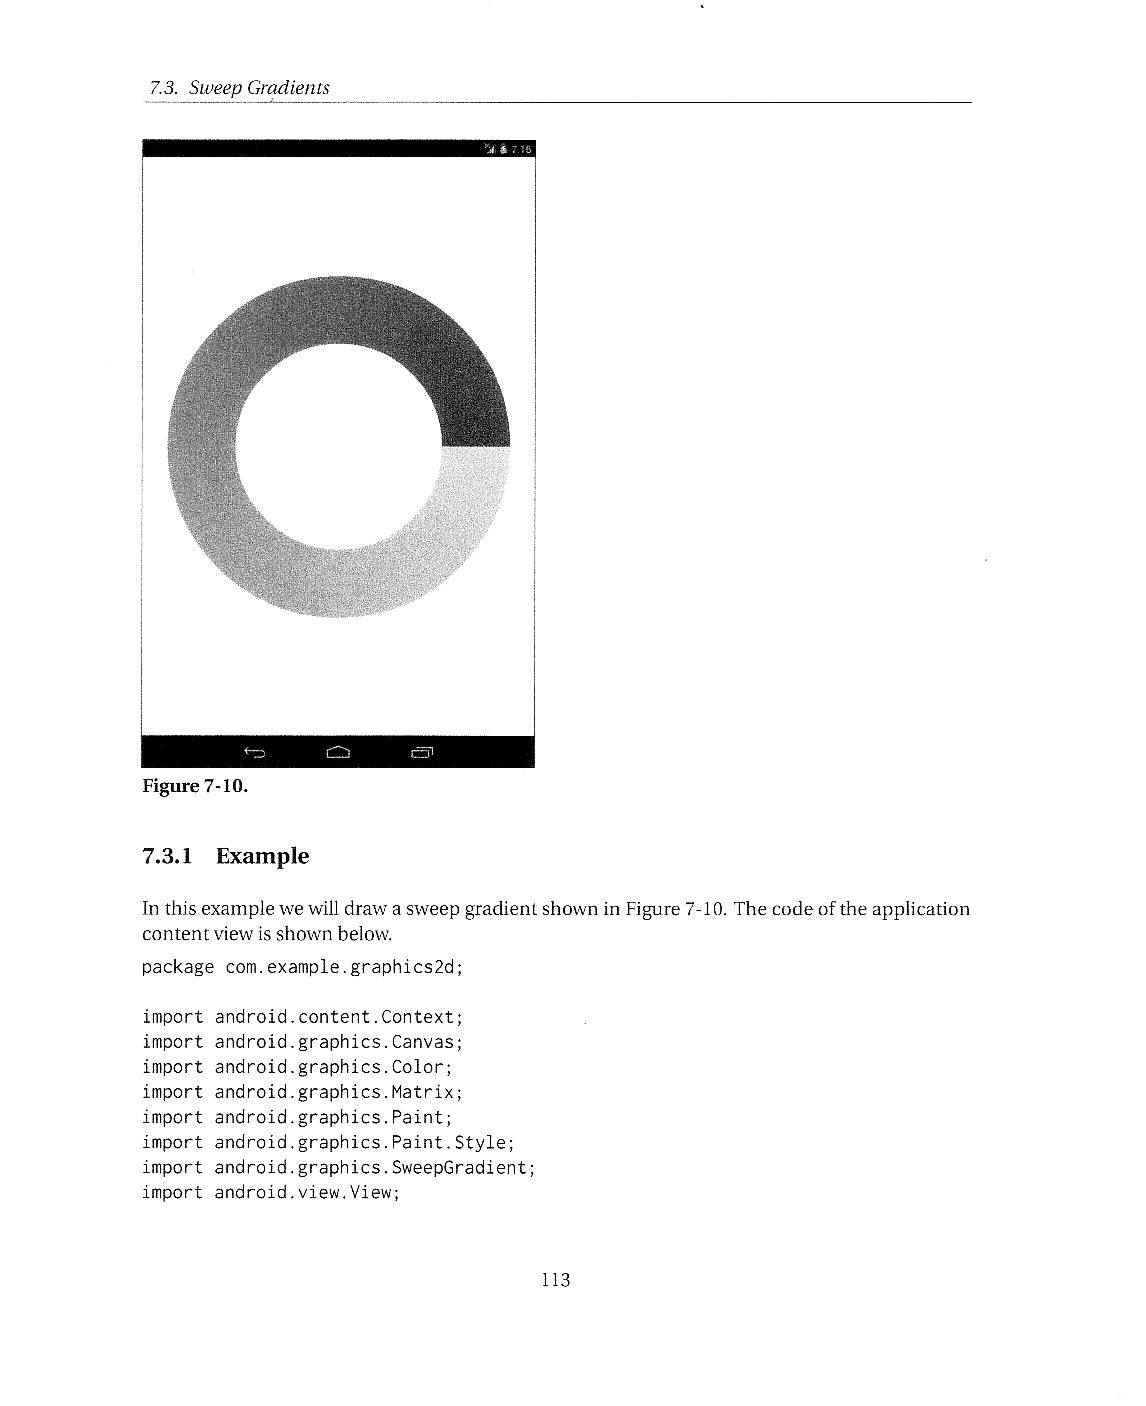 7.3. Sweep Gradients
7:16
Figure 7-10.
7.3.1 Example
In this example we will draw a sweep gradient shown in Figure 7-10. The code of the application
content view is shown below.
package com.example.graphics2d;
import android.content.Context;
import android.graphics.Canvas;
import android.graphics.Color;
import android.graphics.Matrix;
import android.graphics.Paint;
import android.graphics.Paint.Style;
import android.graphics.SweepGradient;
import android.view.View;
113